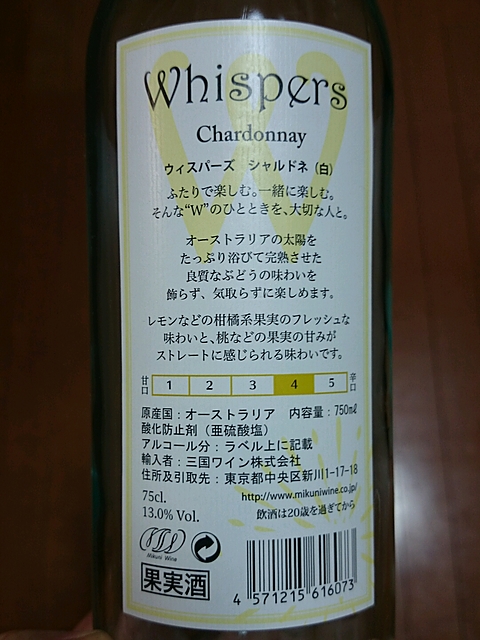 Whispers
Chardonnay
ウィスパーズ シャルドネ (白)
ふたりで楽しむ。一緒に楽しむ。
そんな“W”のひとときを、大切な人と。
オーストラリアの太陽を
たっぷり浴びて完熟させた
良質なぶどうの味わいを
飾らず、気取らずに楽しめます。
レモンなどの柑橘系果実のフレッシュな
味わいと、桃などの果実の甘みが
ストレートに感じられる味わいです。
甘口 1 2 3 4 5 辛口
原産国：オーストラリア 内容量：750mℓ
酸化防止剤（亜硫酸塩）
アルコール分：ラベル上に記載
輸入者：三国ワイン株式会社
住所及引取先：東京都中央区新川1-17-18
75cl. http://www.mikuniwine.co.jp/
13.0% Vol. 飲酒は20歳を過ぎてから
Mikuni Wine
果実酒
4 571215 616073